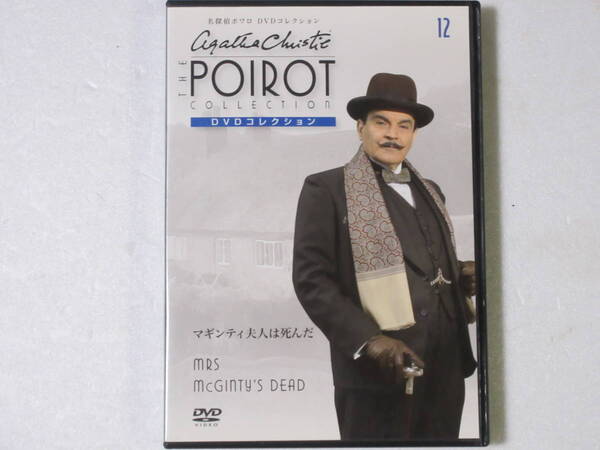 名探偵ポワロ DVDコレクション
12
Agatha Christie
THE
POIROT
COLLECTION
DVDコレクション
マギンティ夫人は死んだ
MRS
McGINTY'S DEAD
DVD
VIDEO